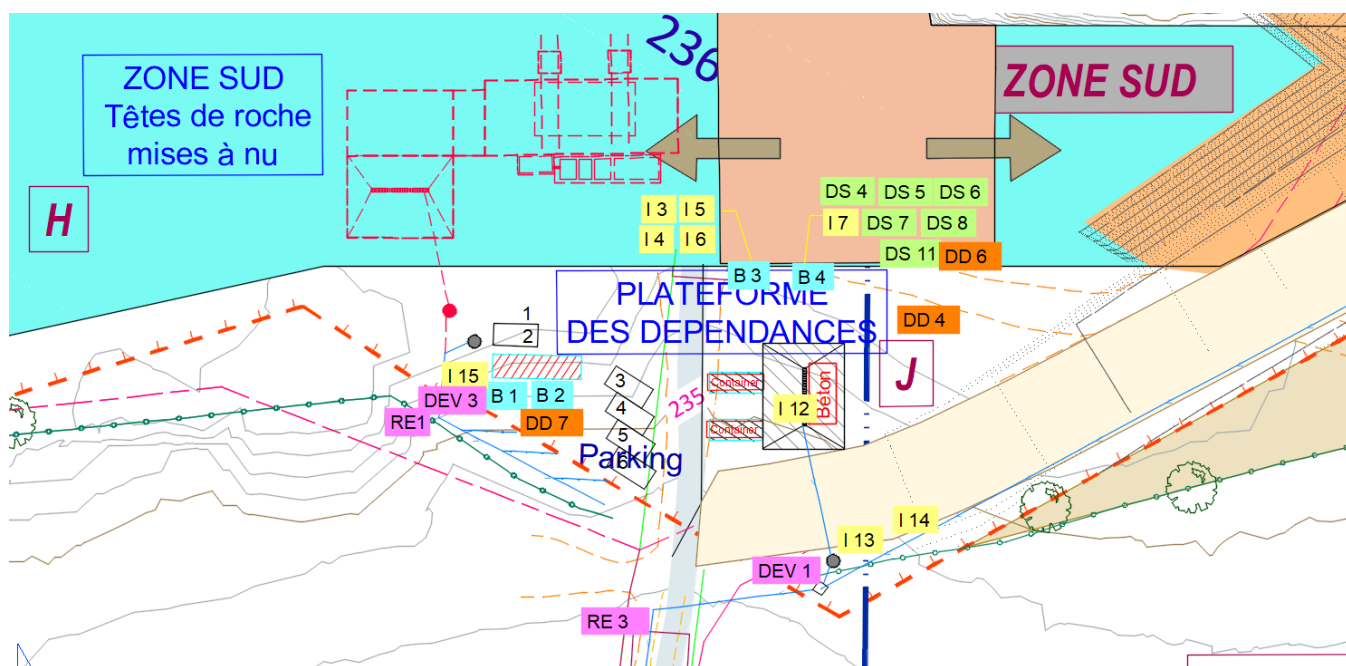 236
ZONE SUD
Têtes de roche
mises à nu
ZONE SUD
H
I 3
I 5
I 4
I 6
DS 4
DS 5
DS 6
I 7
DS 7
DS 8
DS 11
DD 6
B 3
B 4
PLATEFORME
DES DEPENDANCES
DD 4
1
2
I 15
DEV 3
B 1
B 2
RE1
DD 7
3
4
5
6
Parking
235
Container
Container
I 12
Béton
J
I 14
I 13
DEV 1
RE 3